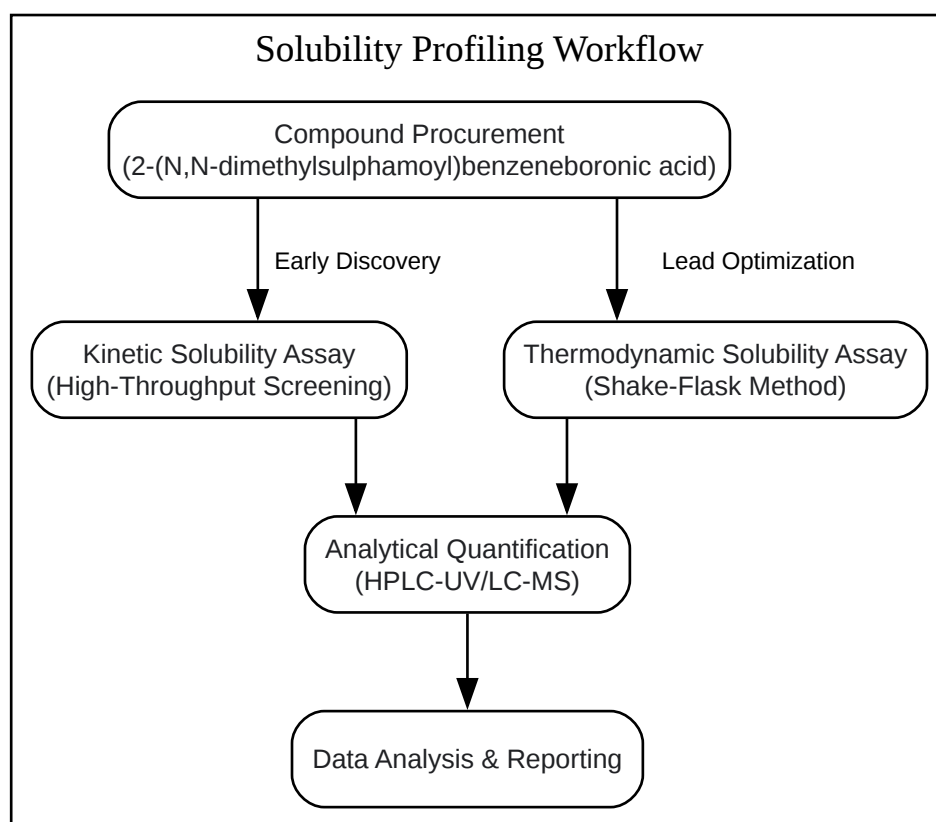 Solubility Profiling Workflow
Compound Procurement
(2-(N,N-dimethylsulphamoyl)benzeneboronic acid)
Early Discovery
Lead Optimization
Kinetic Solubility Assay
(High-Throughput Screening)
Thermodynamic Solubility Assay
(Shake-Flask Method)
Analytical Quantification
(HPLC-UV/LC-MS)
Data Analysis & Reporting